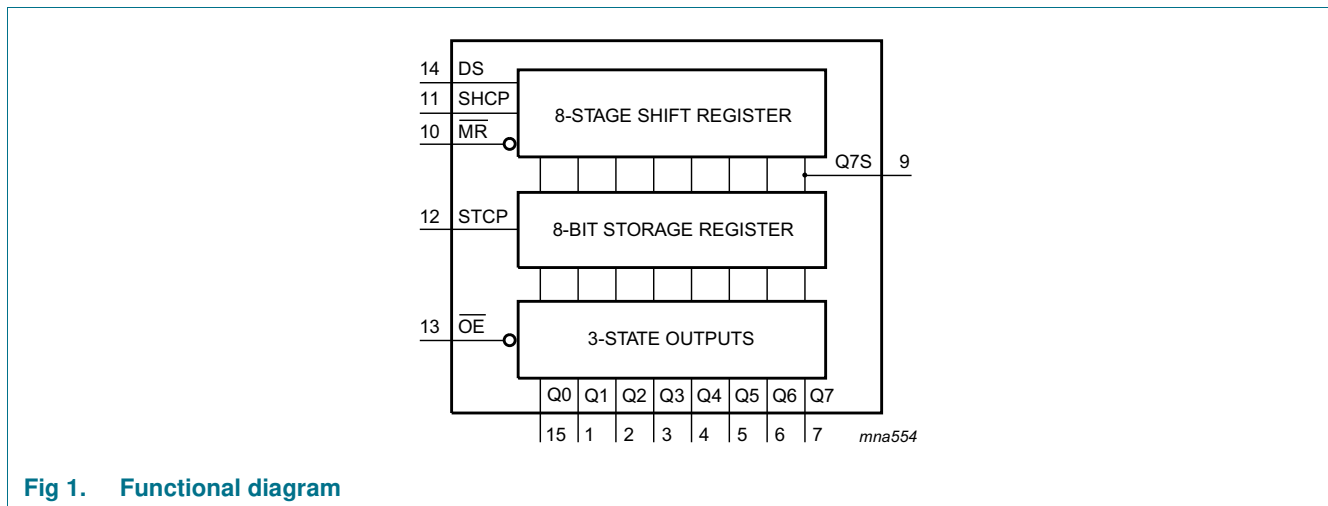 14 DS
11 SHCP
8-STAGE SHIFT REGISTER
10 M̅R̅
Q7S 9
12 STCP
8-BIT STORAGE REGISTER
13 O̅E̅
3-STATE OUTPUTS
Q0 Q1 Q2 Q3 Q4 Q5 Q6 Q7
15 1 2 3 4 5 6 7
mna554
Fig 1. Functional diagram